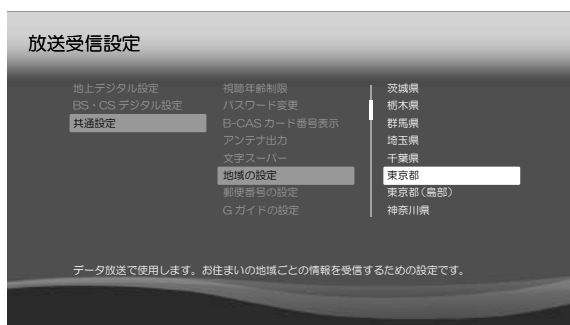 放送受信設定
地上デジタル設定
BS・CSデジタル設定
共通設定
視聴年齢制限
パスワード変更
B-CASカード番号表示
アンテナ出力
文字スーパー
地域の設定
郵便番号の設定
Gガイドの設定
茨城県
栃木県
群馬県
埼玉県
千葉県
東京都
東京都(島部)
神奈川県
データ放送で使用します。お住まいの地域ごとの情報を受信するための設定です。